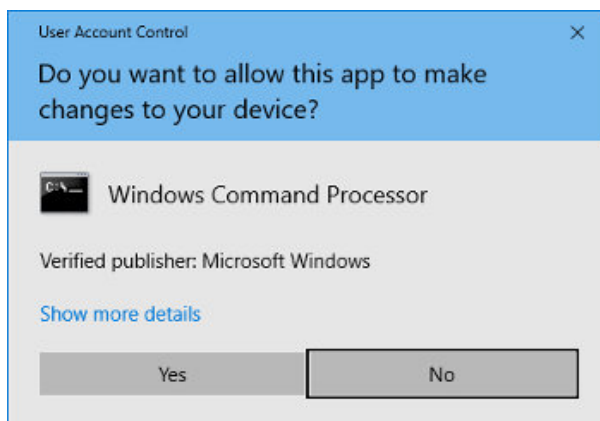 User Account Control
Do you want to allow this app to make
changes to your device?
C:\_
Windows Command Processor
Verified publisher: Microsoft Windows
Show more details
Yes
No